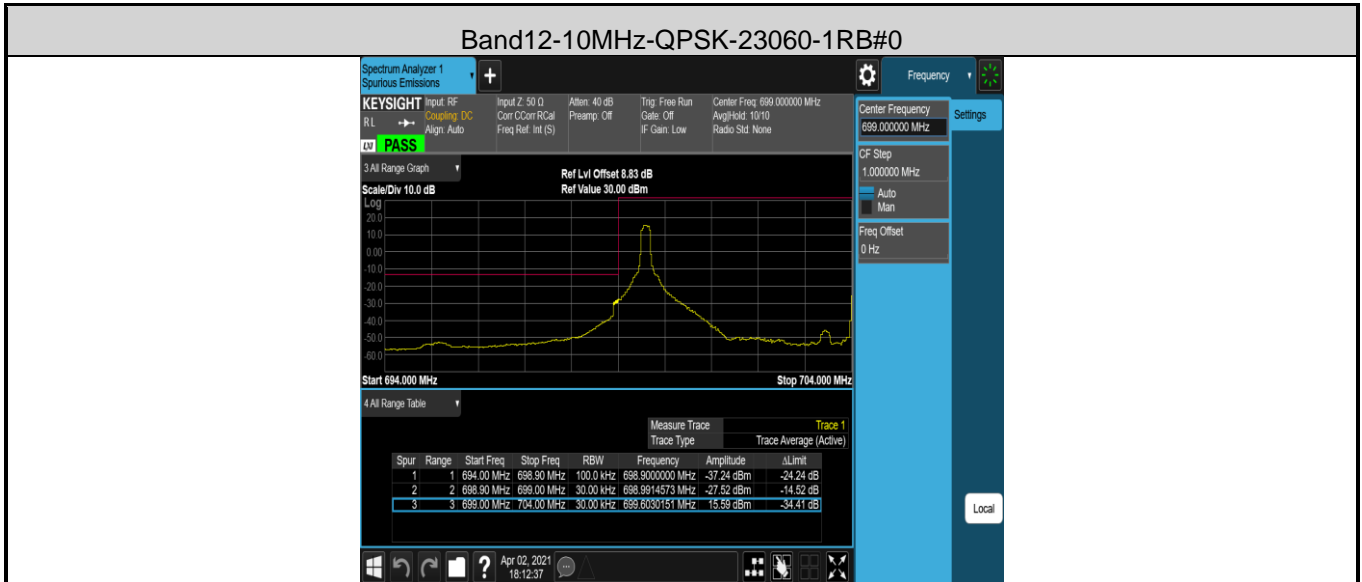 Band12-10MHz-QPSK-23060-1RB#0
Spectrum Analyzer 1
Spurious Emissions
+
Frequency
KEYSIGHT Input: RF Input Z: 50 Ω Atten: 40 dB Trig: Free Run Center Freq: 699.000000 MHz
RL Coupling: DC Corr CCorr RCal Preamp: Off Gate: Off Avg|Hold: 10/10
Align: Auto Freq Ref: Int (S) IF Gain: Low Radio Std: None
LXI PASS
Center Frequency
699.000000 MHz
Settings
CF Step
1.000000 MHz
Auto
Man
Freq Offset
0 Hz
3 All Range Graph
Ref Lvl Offset 8.83 dB
Scale/Div 10.0 dB Ref Value 30.00 dBm
Log
20.0
10.0
0.00
-10.0
-20.0
-30.0
-40.0
-50.0
-60.0
Start 694.000 MHz Stop 704.000 MHz
4 All Range Table
Measure Trace Trace 1
Trace Type Trace Average (Active)
Spur Range Start Freq Stop Freq RBW Frequency Amplitude ΔLimit
1 1 694.00 MHz 698.90 MHz 100.0 kHz 698.9000000 MHz -37.24 dBm -24.24 dB
2 2 698.90 MHz 699.00 MHz 30.00 kHz 698.9914573 MHz -27.52 dBm -14.52 dB
3 3 699.00 MHz 704.00 MHz 30.00 kHz 699.6030151 MHz 15.59 dBm -34.41 dB
Local
? Apr 02, 2021
18:12:37